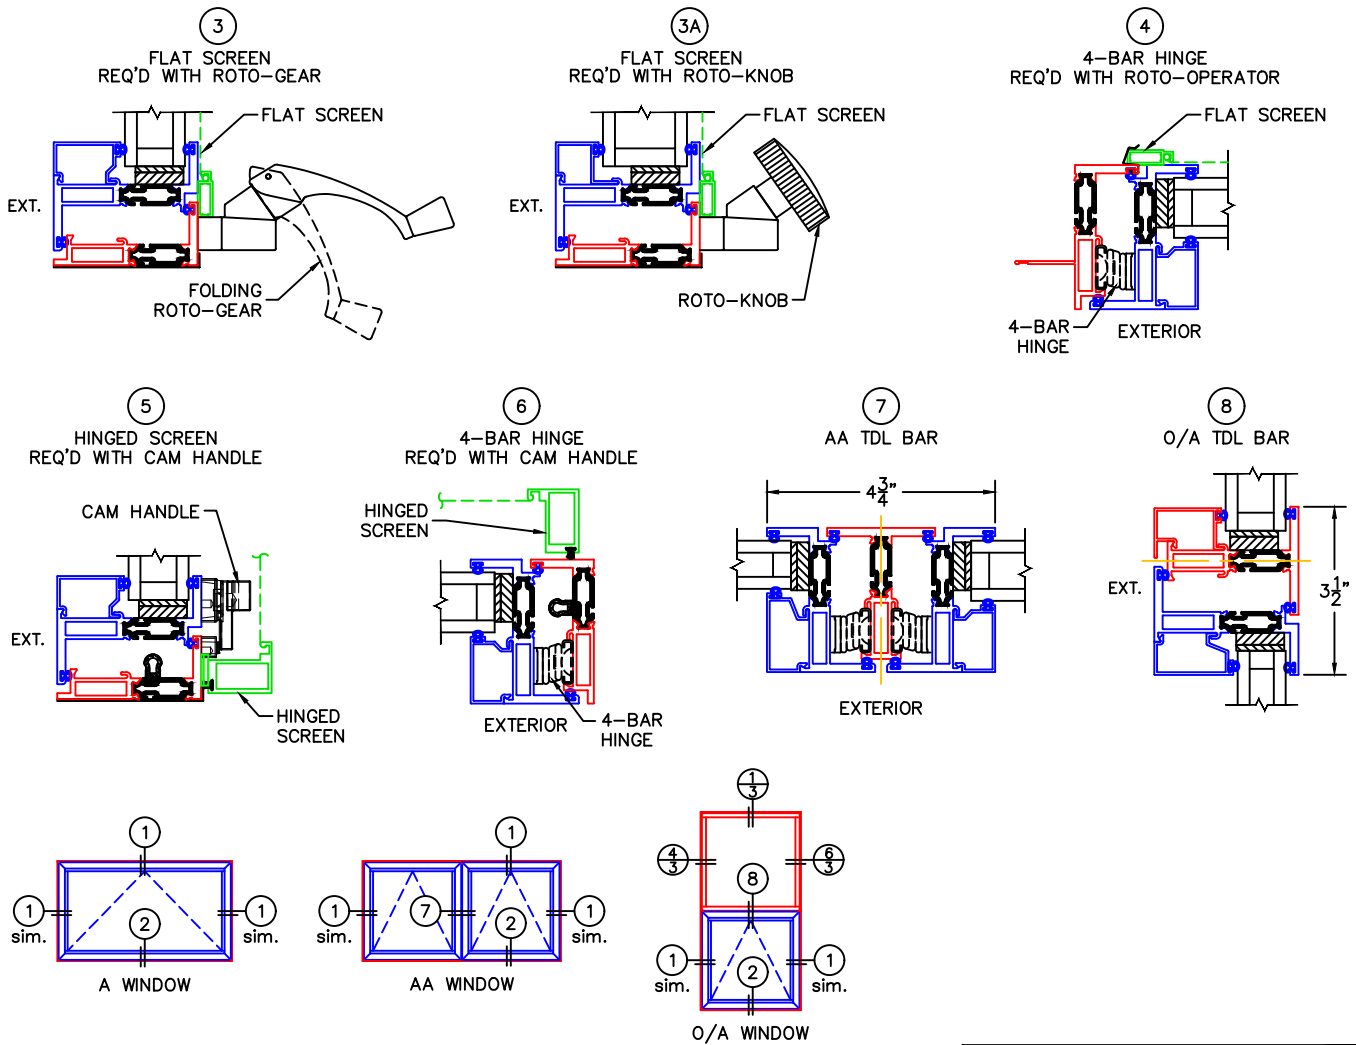 3
FLAT SCREEN
REQ'D WITH ROTO-GEAR
FLAT SCREEN
EXT.
FOLDING
ROTO-GEAR
3A
FLAT SCREEN
REQ'D WITH ROTO-KNOB
FLAT SCREEN
EXT.
ROTO-KNOB
4
4-BAR HINGE
REQ'D WITH ROTO-OPERATOR
FLAT SCREEN
4-BAR
HINGE
EXTERIOR
5
HINGED SCREEN
REQ'D WITH CAM HANDLE
CAM HANDLE
EXT.
HINGED
SCREEN
6
4-BAR HINGE
REQ'D WITH CAM HANDLE
HINGED
SCREEN
EXTERIOR
4-BAR
HINGE
7
AA TDL BAR
4 3/4"
EXTERIOR
8
O/A TDL BAR
EXT.
3 1/2"
1
1
sim.
2
1
sim.
A WINDOW
1
1
sim.
7
2
1
sim.
AA WINDOW
1
3
4
3
6
3
8
1
sim.
2
1
sim.
O/A WINDOW